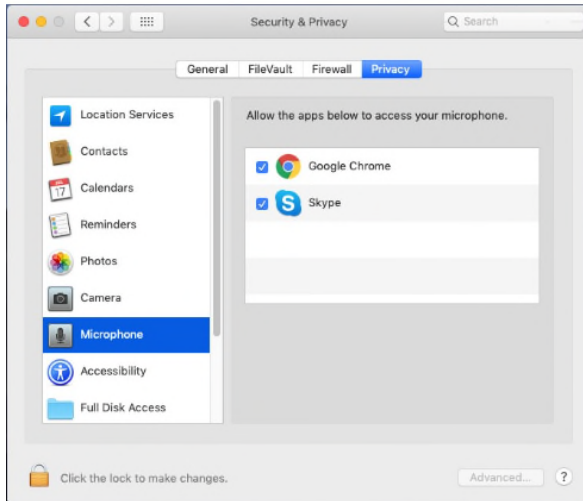 Security & Privacy
Search
General FileVault Firewall Privacy
Location Services
Contacts
17
Calendars
Reminders
Photos
Camera
Microphone
Accessibility
Full Disk Access
Allow the apps below to access your microphone.
Google Chrome
S Skype
Click the lock to make changes.
Advanced... ?